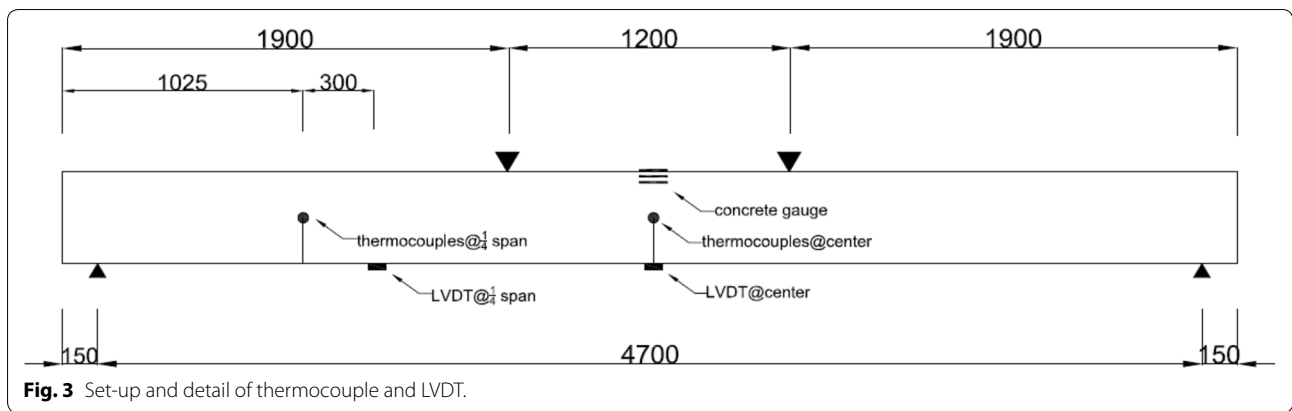 1900 1200 1900
1025 300
concrete gauge
thermocouples@1/4 span
thermocouples@center
LVDT@1/4 span
LVDT@center
150 4700 150
Fig. 3 Set-up and detail of thermocouple and LVDT.